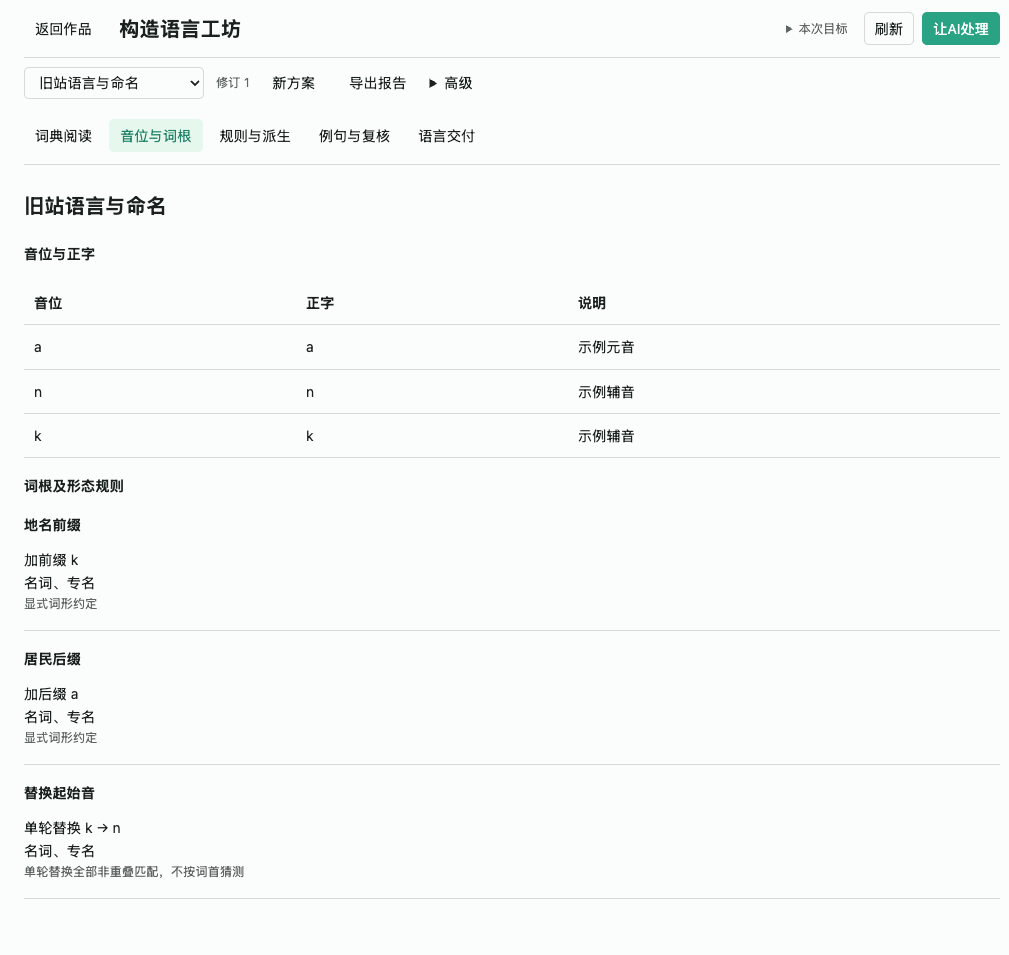 返回作品 构造语言工坊 ▶ 本次目标 刷新 让AI处理
旧站语言与命名 修订 1 新方案 导出报告 ▶ 高级
词典阅读 音位与词根 规则与派生 例句与复核 语言交付
旧站语言与命名
音位与正字
音位 正字 说明
a a 示例元音
n n 示例辅音
k k 示例辅音
词根及形态规则
地名前缀
加前缀 k
名词、专名
显式词形约定
居民后缀
加后缀 a
名词、专名
显式词形约定
替换起始音
单轮替换 k → n
名词、专名
单轮替换全部非重叠匹配，不按词首猜测